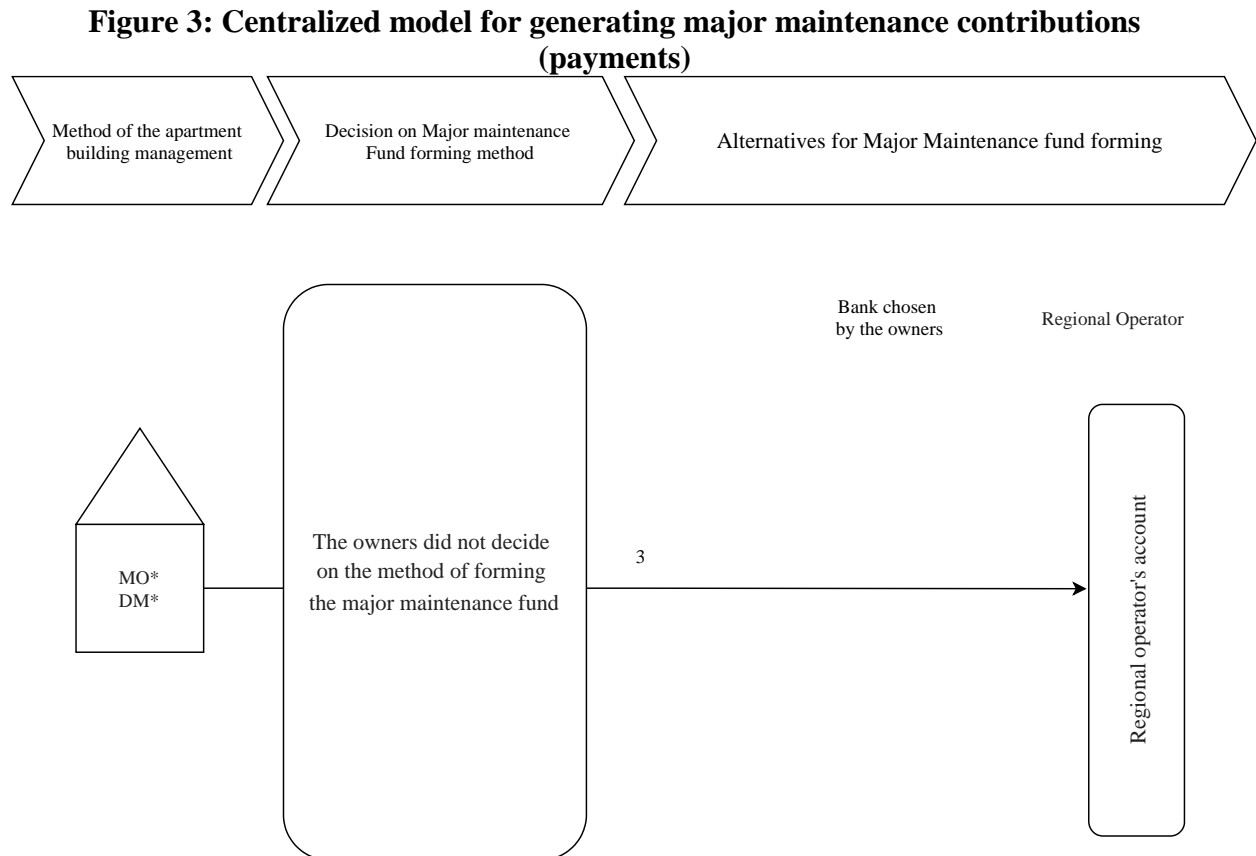 Figure 3: Centralized model for generating major maintenance contributions
(payments)
Method of the apartment
building management
Decision on Major maintenance
Fund forming method
Alternatives for Major Maintenance fund forming
Bank chosen
by the owners
Regional Operator
MO*
DM*
The owners did not decide
on the method of forming
the major maintenance fund
3
Regional operator's account